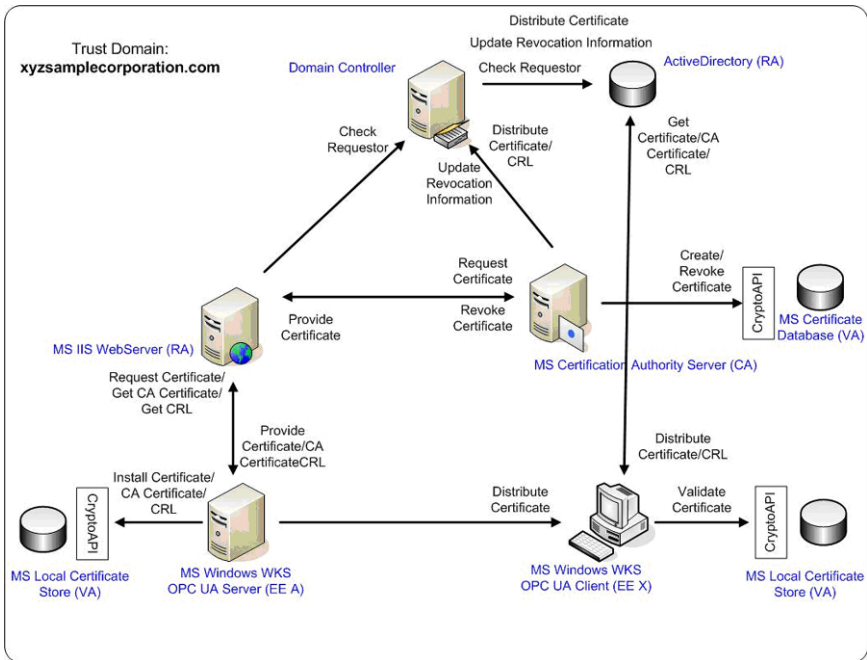 Trust Domain:
xyzsamplecorporation.com
Distribute Certificate
Update Revocation Information
Domain Controller
Check Requestor
ActiveDirectory (RA)
Check
Requestor
Distribute
Certificate/
CRL
Get
Certificate/CA
Certificate/
CRL
Update
Revocation
Information
Request
Certificate
Provide
Certificate
Revoke
Certificate
Create/
Revoke
Certificate
CryptoAPI
MS Certificate
Database (VA)
MS IIS WebServer (RA)
MS Certification Authority Server (CA)
Request Certificate/
Get CA Certificate/
Get CRL
Provide
Certificate/CA
CertificateCRL
Distribute
Certificate/CRL
Install Certificate/
CA Certificate/
CRL
CryptoAPI
Distribute
Certificate
Validate
Certificate
CryptoAPI
MS Local Certificate
Store (VA)
MS Windows WKS
OPC UA Server (EE A)
MS Windows WKS
OPC UA Client (EE X)
MS Local Certificate
Store (VA)